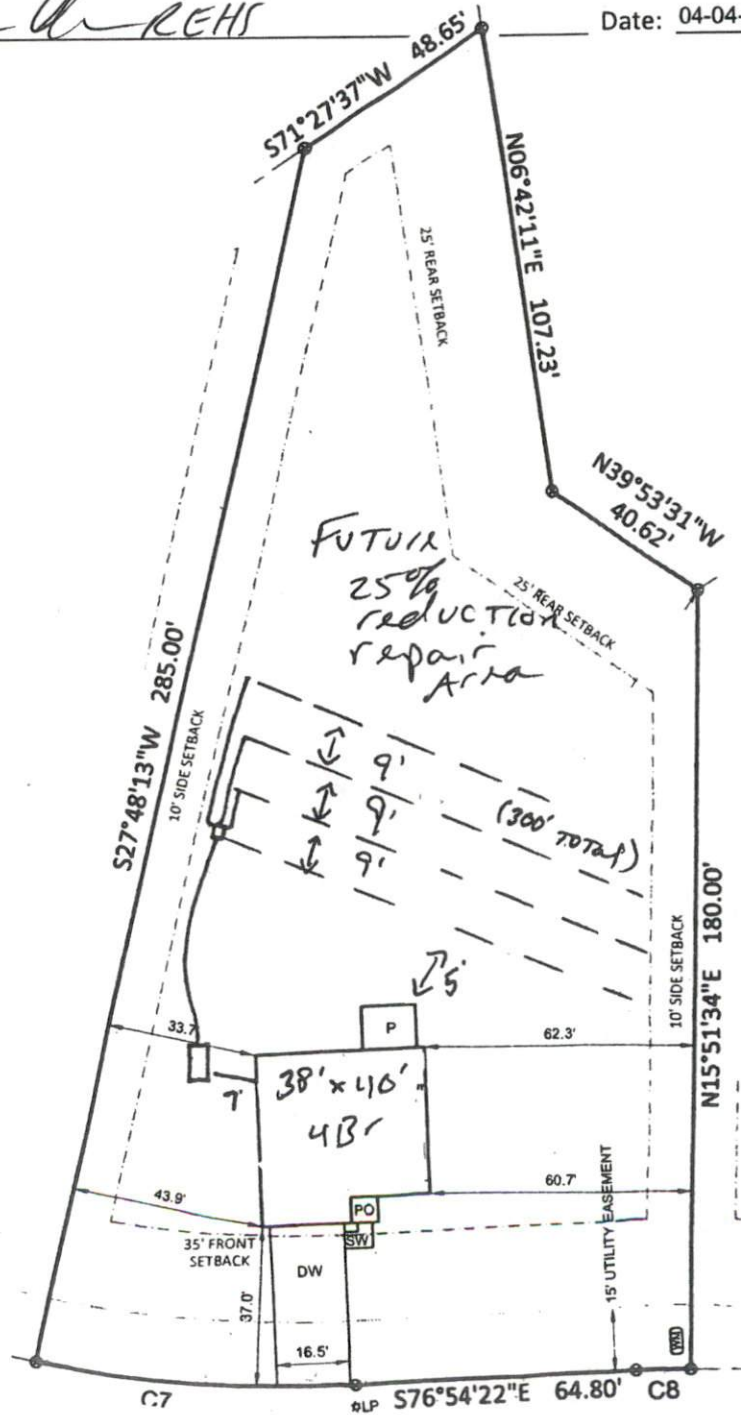 REHS
Date: 04-04-
S71°27'37"W 48.65'
N06°42'11"E 107.23'
25' REAR SETBACK
N39°53'31"W
40.62'
FUTURE
25%
reduction
repair
Area
25' REAR SETBACK
S27°48'13"W 285.00'
10' SIDE SETBACK
9'
9'
9'
(300' TOTAL)
N15°51'34"E 180.00'
10' SIDE SETBACK
5'
P
33.7
62.3'
38' x 40'
4Br
7'
43.9'
60.7'
PO
SW
35' FRONT
SETBACK
DW
37.0'
16.5'
15' UTILITY EASEMENT
C7
LP
S76°54'22"E 64.80'
C8